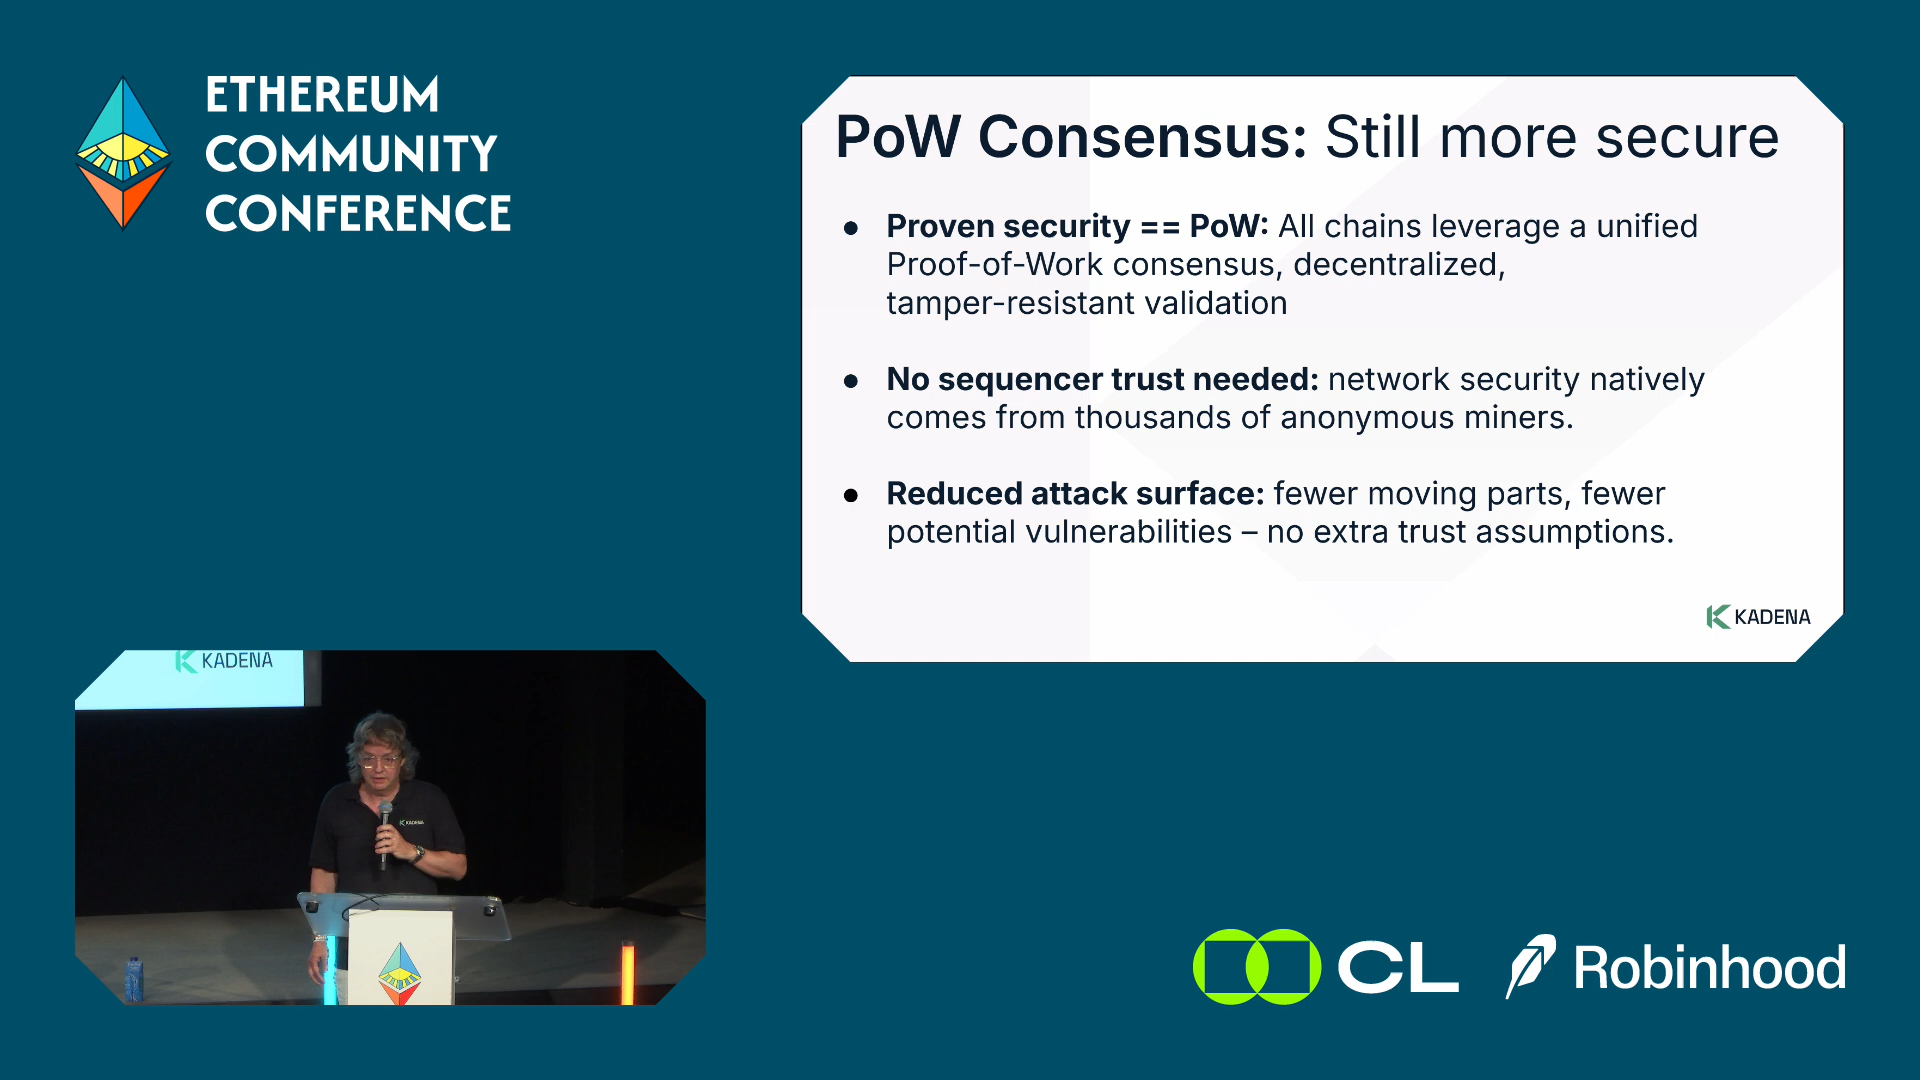 ETHEREUM
COMMUNITY
CONFERENCE
PoW Consensus: Still more secure
● Proven security == PoW: All chains leverage a unified
Proof-of-Work consensus, decentralized,
tamper-resistant validation
● No sequencer trust needed: network security natively
comes from thousands of anonymous miners.
● Reduced attack surface: fewer moving parts, fewer
potential vulnerabilities – no extra trust assumptions.
KADENA
KADENA
KADENA
CL
Robinhood